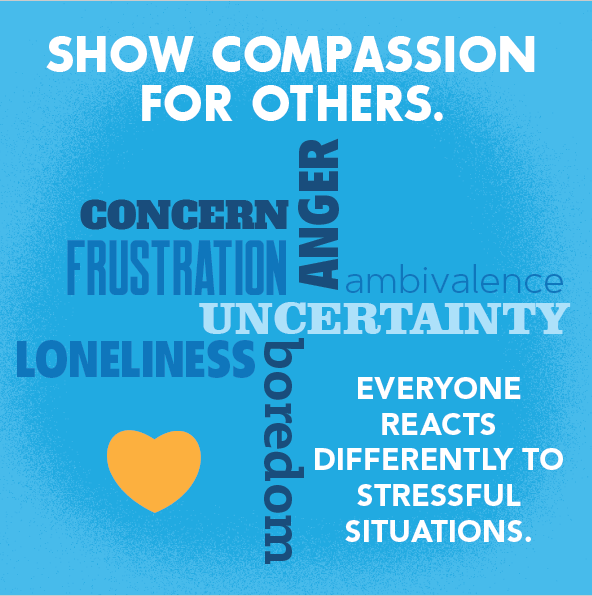 SHOW COMPASSION
FOR OTHERS.
ANGER
CONCERN
FRUSTRATION
ambivalence
UNCERTAINTY
LONELINESS
boredom
EVERYONE
REACTS
DIFFERENTLY TO
STRESSFUL
SITUATIONS.